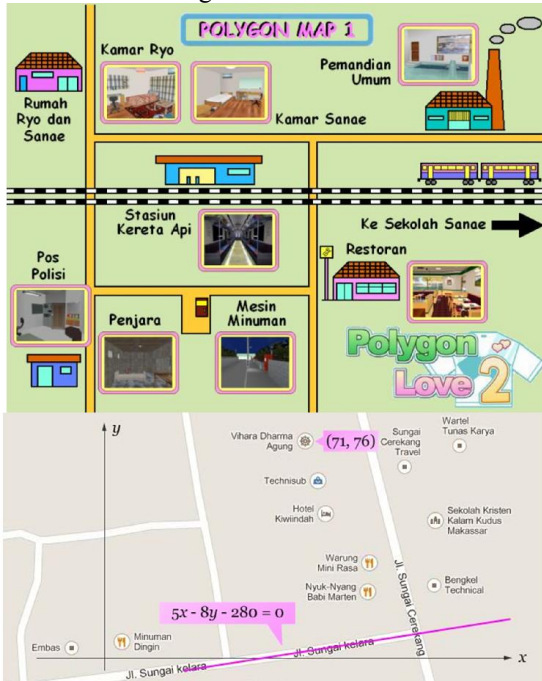 POLYGON MAP 1
Kamar Ryo
Pemandian
Umum
Rumah
Ryo dan
Sanae
Kamar Sanae
Stasiun
Kereta Api
Ke Sekolah Sanae
Restoran
Pos
Polisi
Penjara
Mesin
Minuman
Polygon
Love 2
y
Vihara Dharma
Agung
(71, 76)
Sungai
Cerekang
Travel
Wartel
Tunas Karya
Technisub
Hotel
Kiwiindah
Sekolah Kristen
Kalam Kudus
Makassar
Warung
Mini Rasa
Jl. Sungai Cerekang
Nyuk-Nyang
Babi Marten
Bengkel
Technical
5x - 8y - 280 = 0
Embas
Minuman
Dingin
Jl. Sungai kelara
Jl. Sungai kelara
x